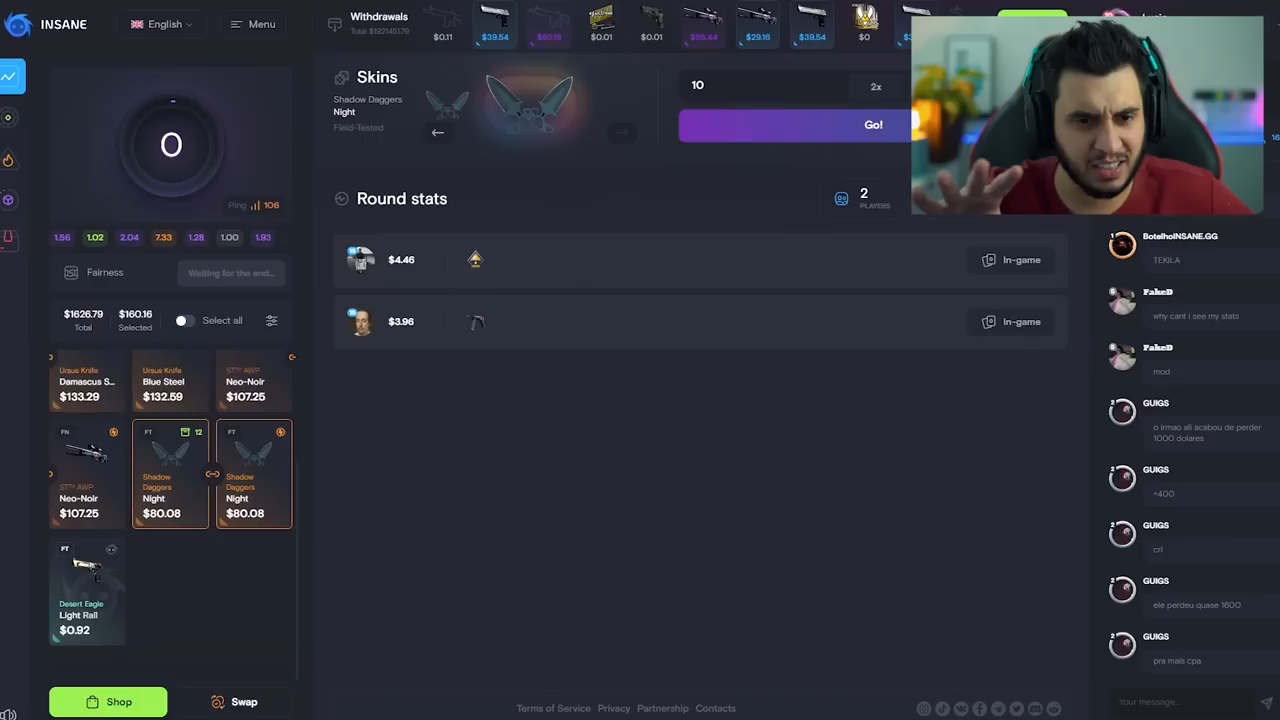 INSANE
English
Menu
Withdrawals
Total $192145179
$0.11
$39.54
$65.16
$0.01
$0.01
$95.44
$29.16
$39.54
$0
0
Ping 106
1.56 1.02 2.04 7.33 1.28 1.00 1.93
Fairness
Waiting for the end...
$1626.79
Total
$160.16
Selected
Select all
Ursus Knife
Damascus S...
$133.29
Ursus Knife
Blue Steel
$132.59
ST™ AWP
Neo-Noir
$107.25
FN
ST™ AWP
Neo-Noir
$107.25
FT
12
Shadow
Daggers
Night
$80.08
FT
Shadow
Daggers
Night
$80.08
FT
Desert Eagle
Light Rail
$0.92
Shop
Swap
Skins
Shadow Daggers
Night
Field-Tested
10
2x
Go!
Round stats
2
PLAYERS
$4.46
In-game
$3.96
In-game
BotelhoINSANE.GG
TEKILA
FakeD
why cant i see my stats
FakeD
mod
GUIGS
o irmao ali acabou de perder
1000 dolares
GUIGS
+400
GUIGS
crl
GUIGS
ele perdeu quase 1600
GUIGS
pra mais cpa
Your message...
Terms of Service Privacy Partnership Contacts